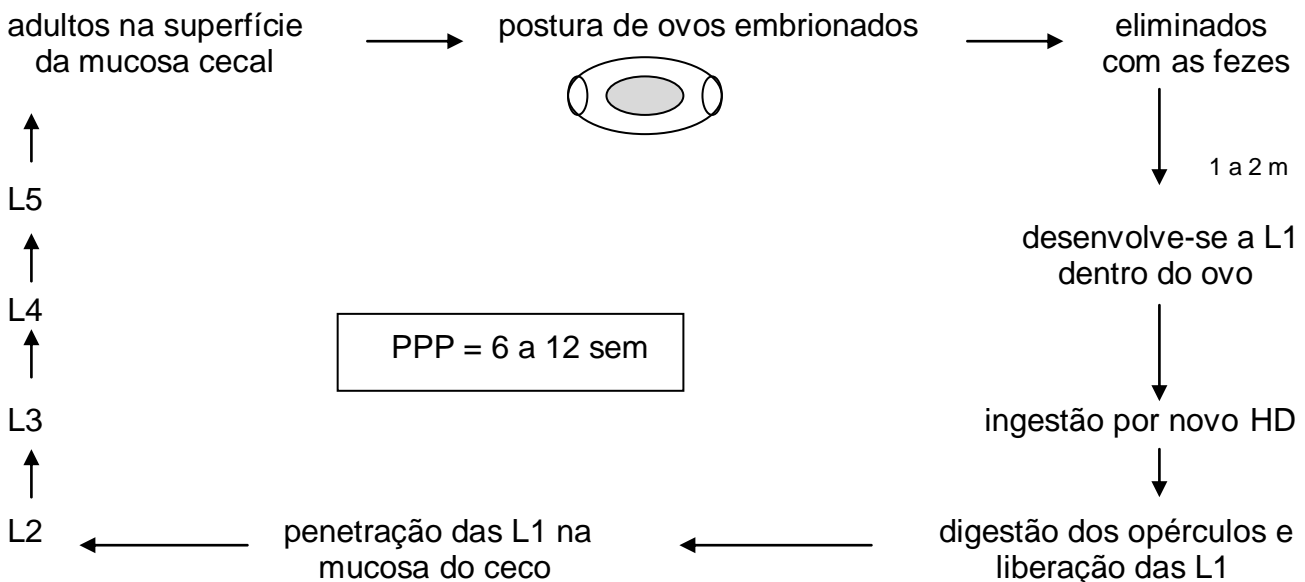 adultos na superfície
da mucosa cecal
postura de ovos embrionados
eliminados
com as fezes
1 a 2 m
desenvolve-se a L1
dentro do ovo
ingestão por novo HD
digestão dos opérculos e
liberação das L1
penetração das L1 na
mucosa do ceco
L2
L3
L4
L5
PPP = 6 a 12 sem